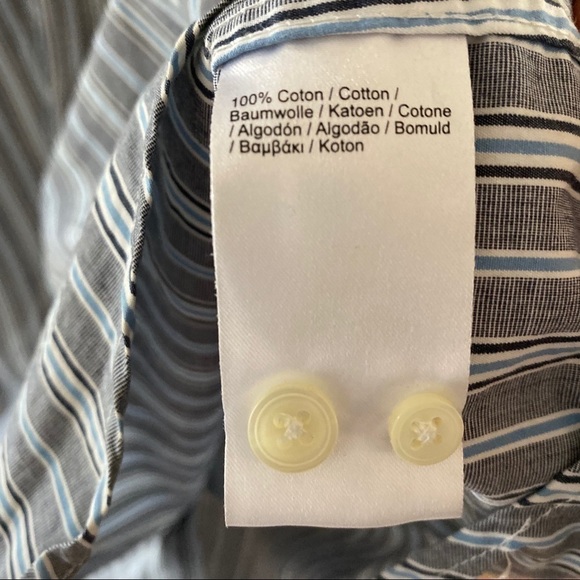 100% Coton / Cotton /
Baumwolle / Katoen / Cotone
/ Algodón / Algodão / Bomuld
/ Βαμβάκι / Koton